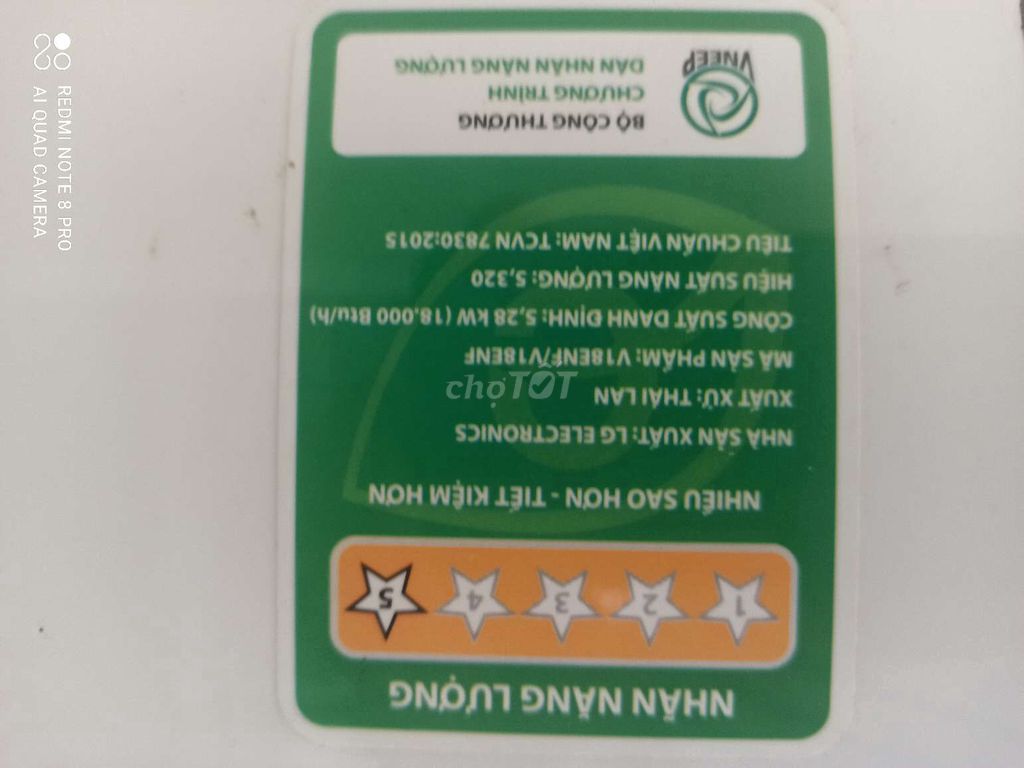 NHÃN NĂNG LƯỢNG
1 2 3 4 5
NHIỀU SAO HƠN - TIẾT KIỆM HƠN
NHÀ SẢN XUẤT: LG ELECTRONICS
XUẤT XỨ: THÁI LAN
MÃ SẢN PHẨM: V18ENF/V18ENF
CÔNG SUẤT DANH ĐỊNH: 5,28 kW (18.000 Btu/h)
HIỆU SUẤT NĂNG LƯỢNG: 5,320
TIÊU CHUẨN VIỆT NAM: TCVN 7830:2015
VNEEP
BỘ CÔNG THƯƠNG
CHƯƠNG TRÌNH
DÁN NHÃN NĂNG LƯỢNG
chợTỐT
REDMI NOTE 8 PRO
AI QUAD CAMERA